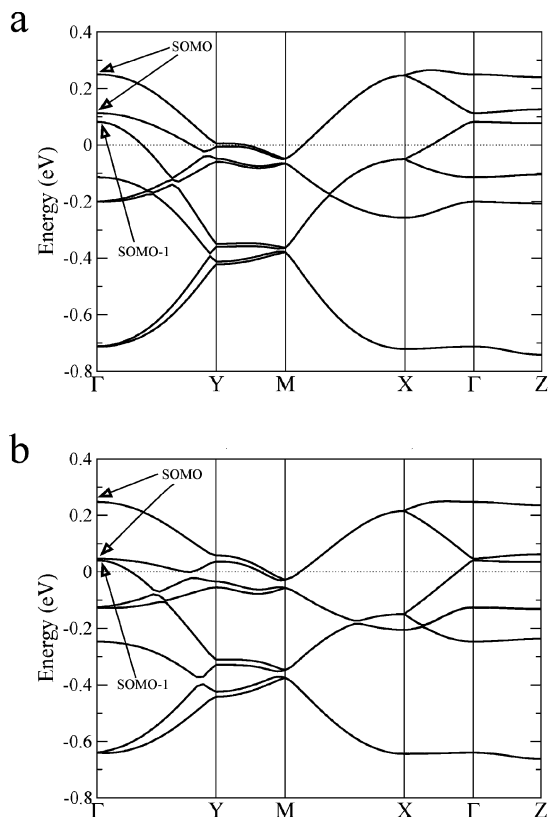 a
0.4
SOMO
0.2
0
-0.2
SOMO-1
-0.4
-0.6
-0.8
Energy (eV)
Γ Y M X Γ Z
b
0.4
SOMO
0.2
0
-0.2
-0.4
SOMO-1
-0.6
-0.8
Energy (eV)
Γ Y M X Γ Z